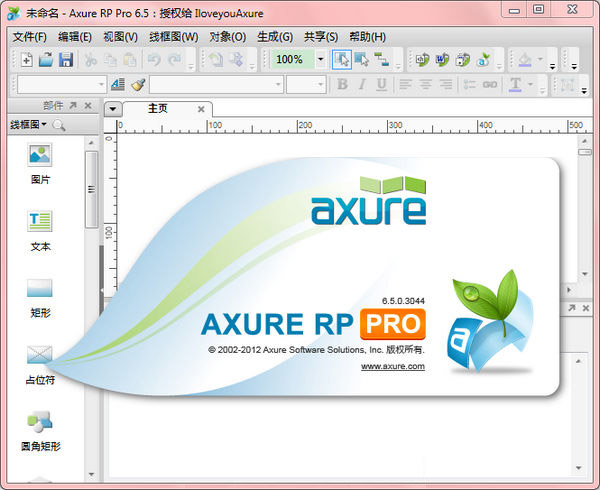 未命名 - Axure RP Pro 6.5 : 授权给 IloveyouAxure
文件(F) 编辑(E) 视图(V) 线框图(W) 对象(O) 生成(G) 共享(S) 帮助(H)
100%
B I U
部件
线框图
主页
0 100 200 300 400 500
0
100
图片
文本
矩形
占位符
圆角矩形
axure
6.5.0.3044
AXURE RP PRO
© 2002-2012 Axure Software Solutions, Inc. 版权所有.
www.axure.com
a